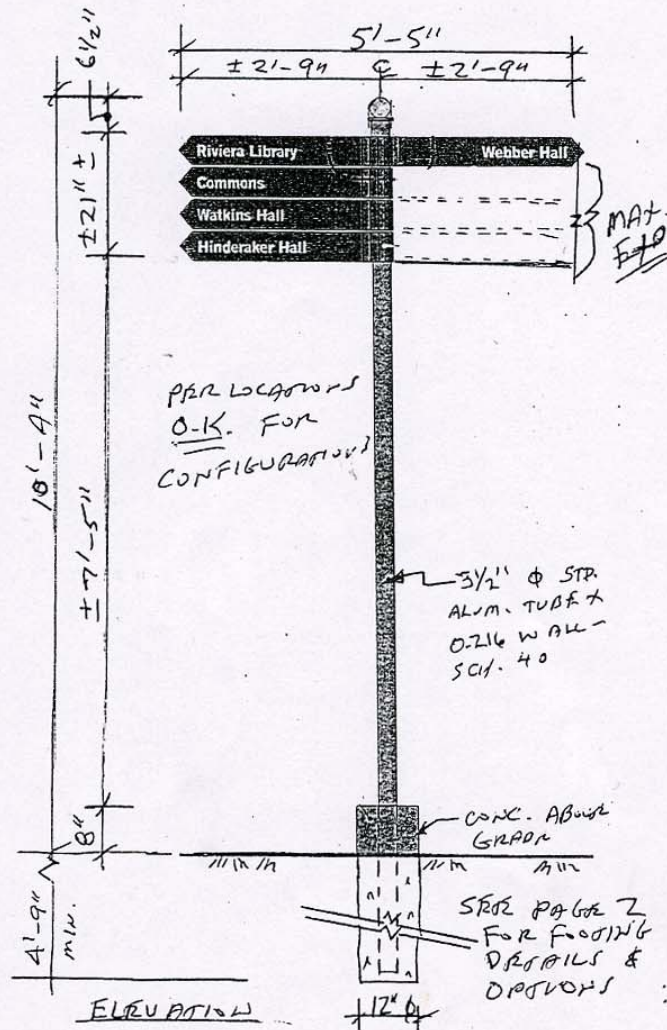 5'-5"
±2'-9" ℄ ±2'-9"
6½"
Riviera Library Webber Hall
Commons
Watkins Hall
Hinderaker Hall
±21"±
MAX.
10'-4"
PER LOCATIONS
O.K. FOR
CONFIGURATIONS
±7'-5"
3½" Φ STD.
ALUM. TUBE X
0.216 WALL-
SCH. 40
8"
CONC. ABOVE
GRADE
4'-9"
MIN.
SEE PAGE 2
FOR FOOTING
DETAILS &
OPTIONS
ELEVATION
12" Φ